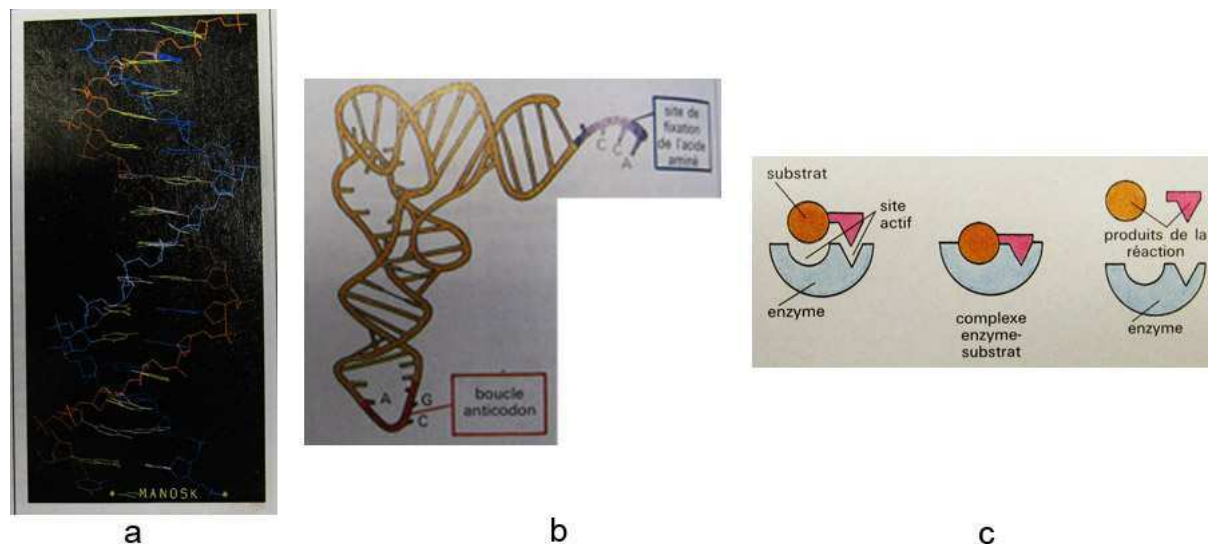 MANOSK
a
site de
fixation
de l'acide
aminé
C
C
A
A
G
C
boucle
anticodon
b
substrat
site
actif
enzyme
complexe
enzyme-
substrat
produits de la
réaction
enzyme
c